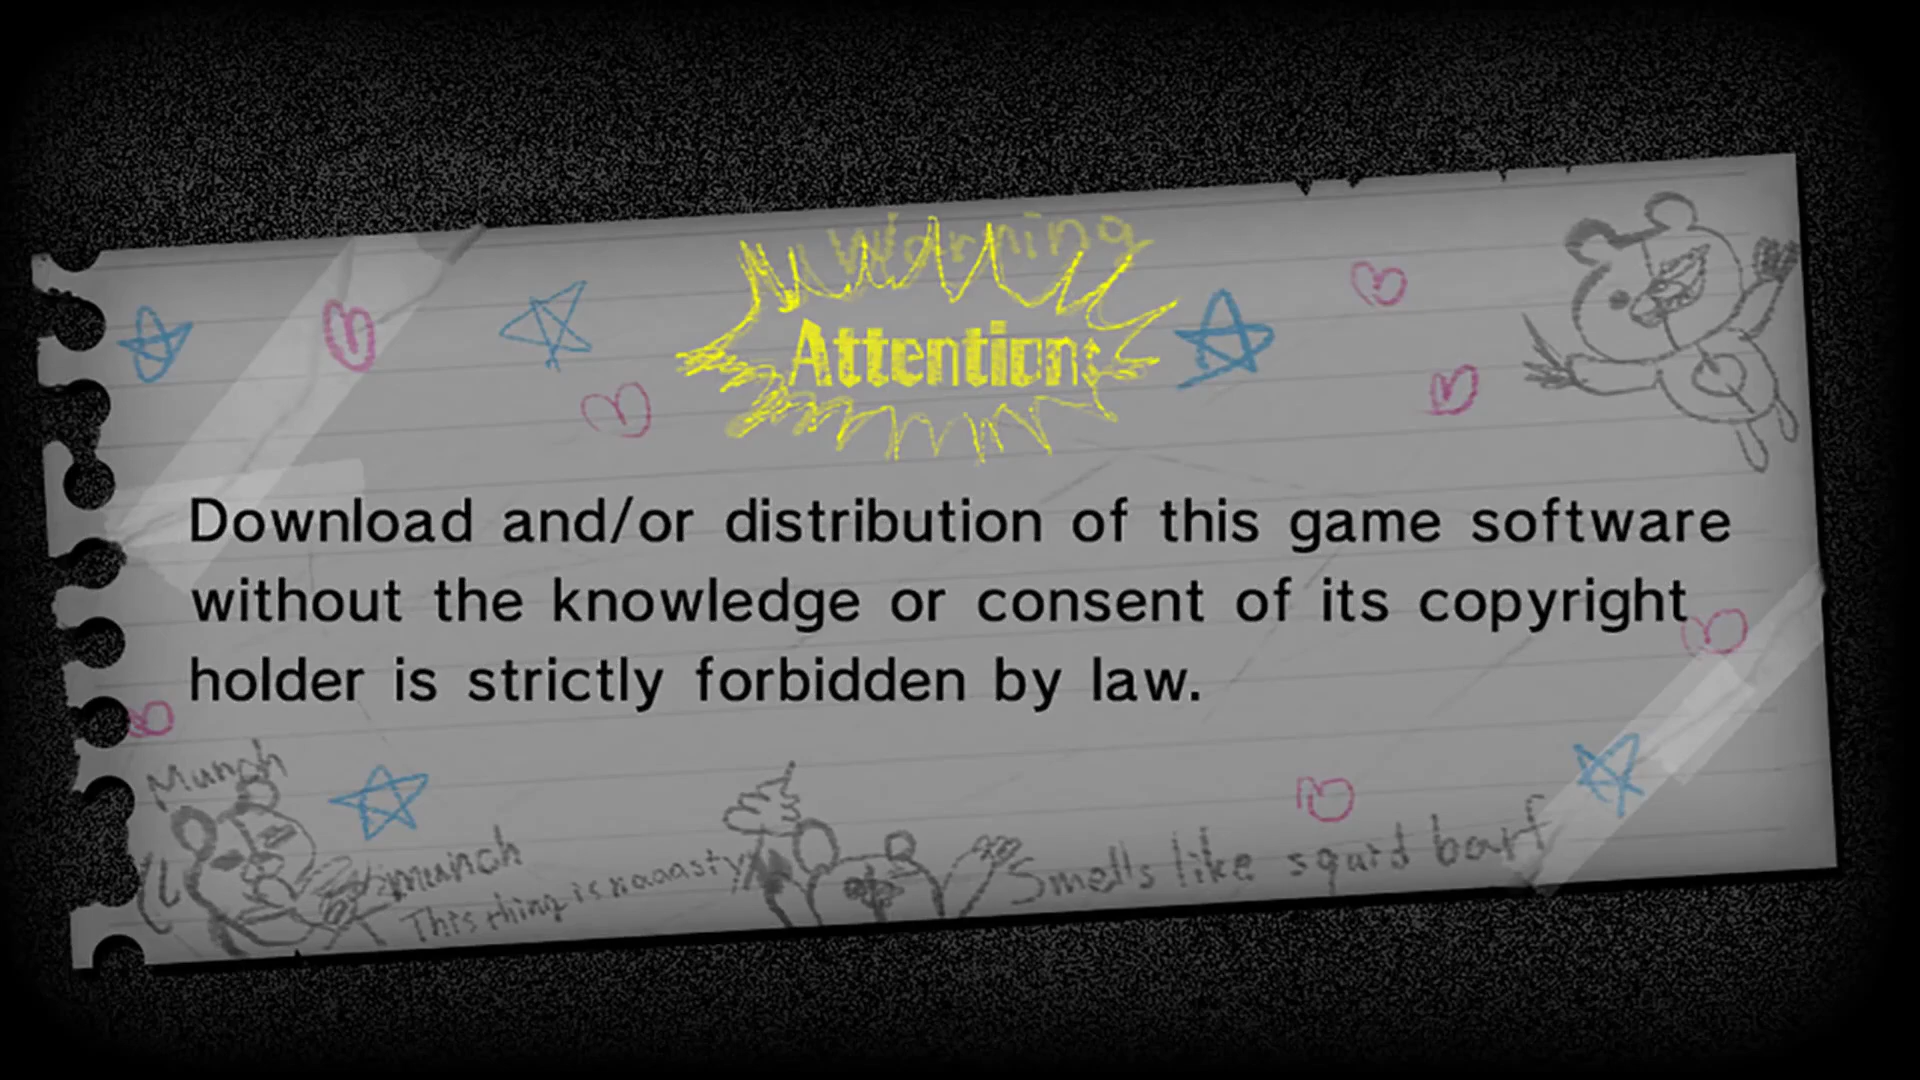 Warning
Attention:
Download and/or distribution of this game software
without the knowledge or consent of its copyright
holder is strictly forbidden by law.
Munch
munch
This thing is naaasty
Smells like squid barf